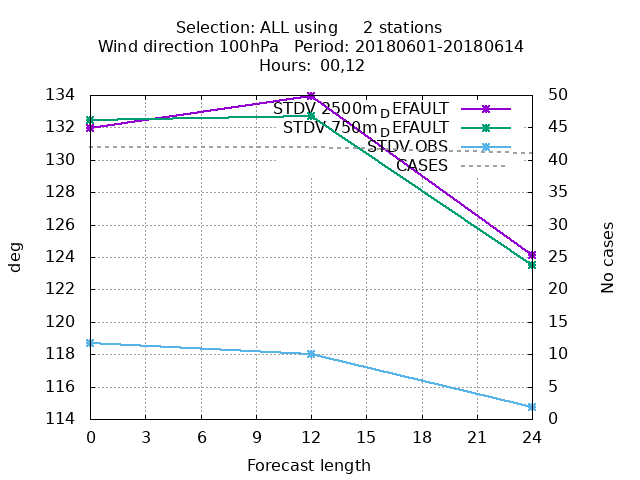 Selection: ALL using 2 stations
Wind direction 100hPa Period: 20180601-20180614
Hours: 00,12
134 50
STDV 2500m_DEFAULT
132 45
STDV 750m_DEFAULT
STDV OBS
130 40
CASES
128 35
126 30
124 25
122 20
120 15
118 10
116 5
114 0
deg
No cases
0 3 6 9 12 15 18 21 24
Forecast length